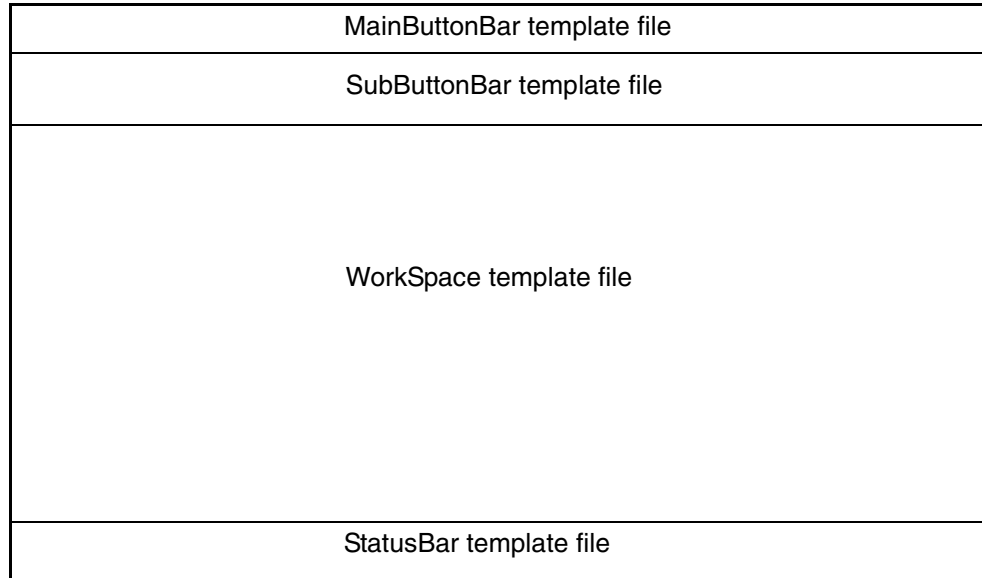 MainButtonBar template file
SubButtonBar template file
WorkSpace template file
StatusBar template file